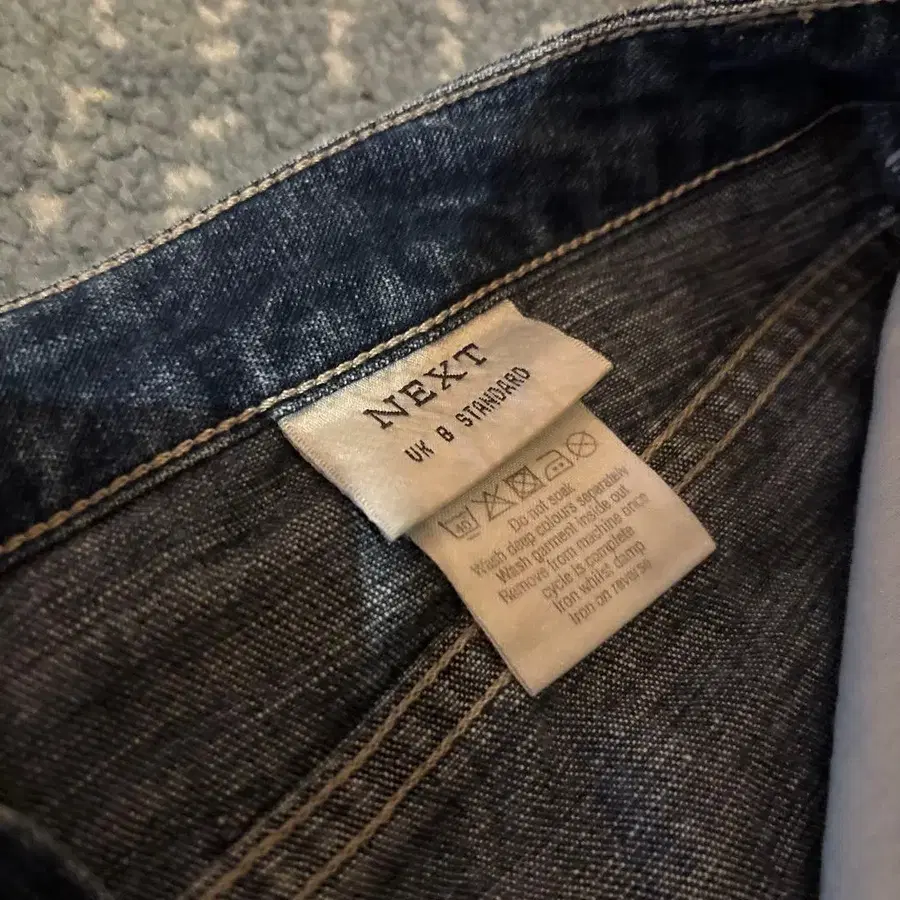 NEXT
UK 8 STANDARD
40
Do not soak
Wash deep colours separately
Wash garment inside out
Remove from machine once
cycle is complete
Iron whilst damp
Iron on reverse